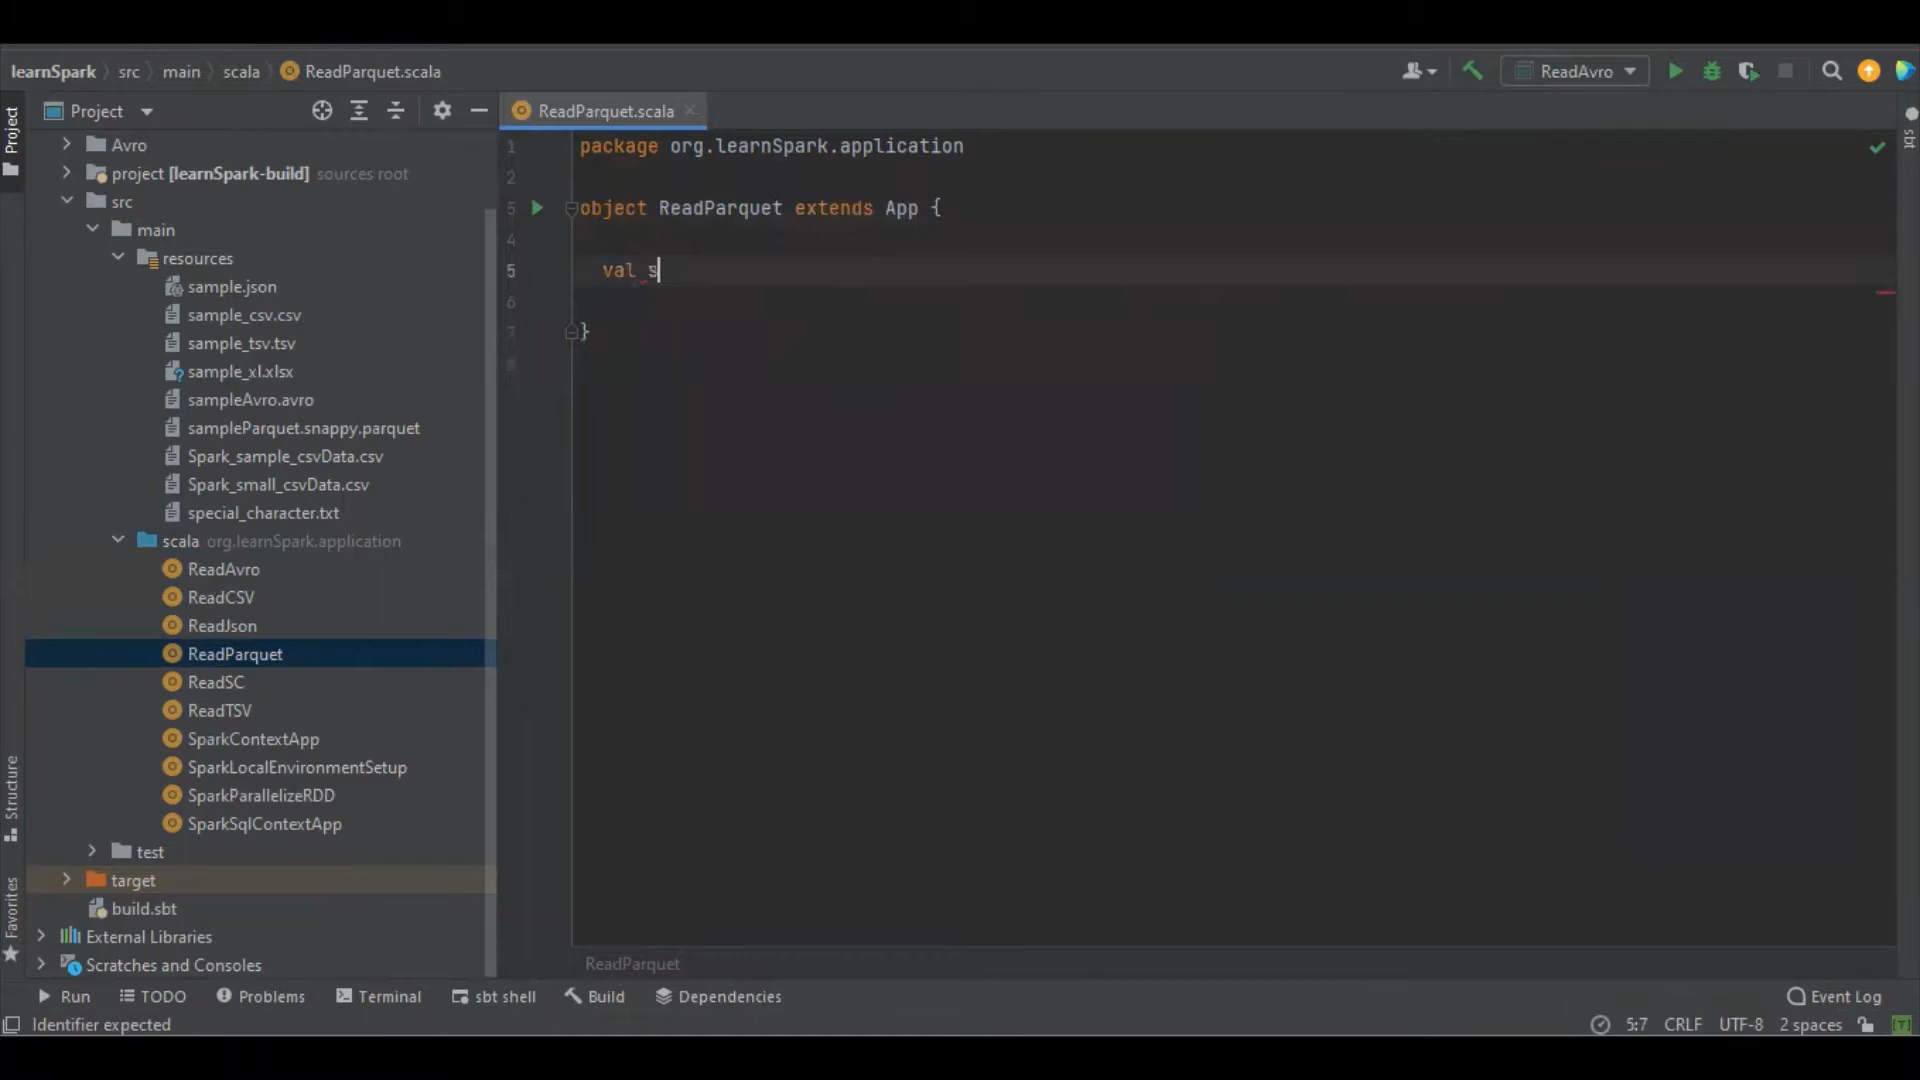 learnSpark src main scala ReadParquet.scala ReadAvro
Project ReadParquet.scala
Project
Structure
Favorites
sbt
Avro
project [learnSpark-build] sources root
src
main
resources
sample.json
sample_csv.csv
sample_tsv.tsv
sample_xl.xlsx
sampleAvro.avro
sampleParquet.snappy.parquet
Spark_sample_csvData.csv
Spark_small_csvData.csv
special_character.txt
scala org.learnSpark.application
ReadAvro
ReadCSV
ReadJson
ReadParquet
ReadSC
ReadTSV
SparkContextApp
SparkLocalEnvironmentSetup
SparkParallelizeRDD
SparkSqlContextApp
test
target
build.sbt
External Libraries
Scratches and Consoles
1 package org.learnSpark.application
2
object ReadParquet extends App {
4
5 val s
6
7 }
ReadParquet
Run TODO Problems Terminal sbt shell Build Dependencies Event Log
Identifier expected 5:7 CRLF UTF-8 2 spaces [T]